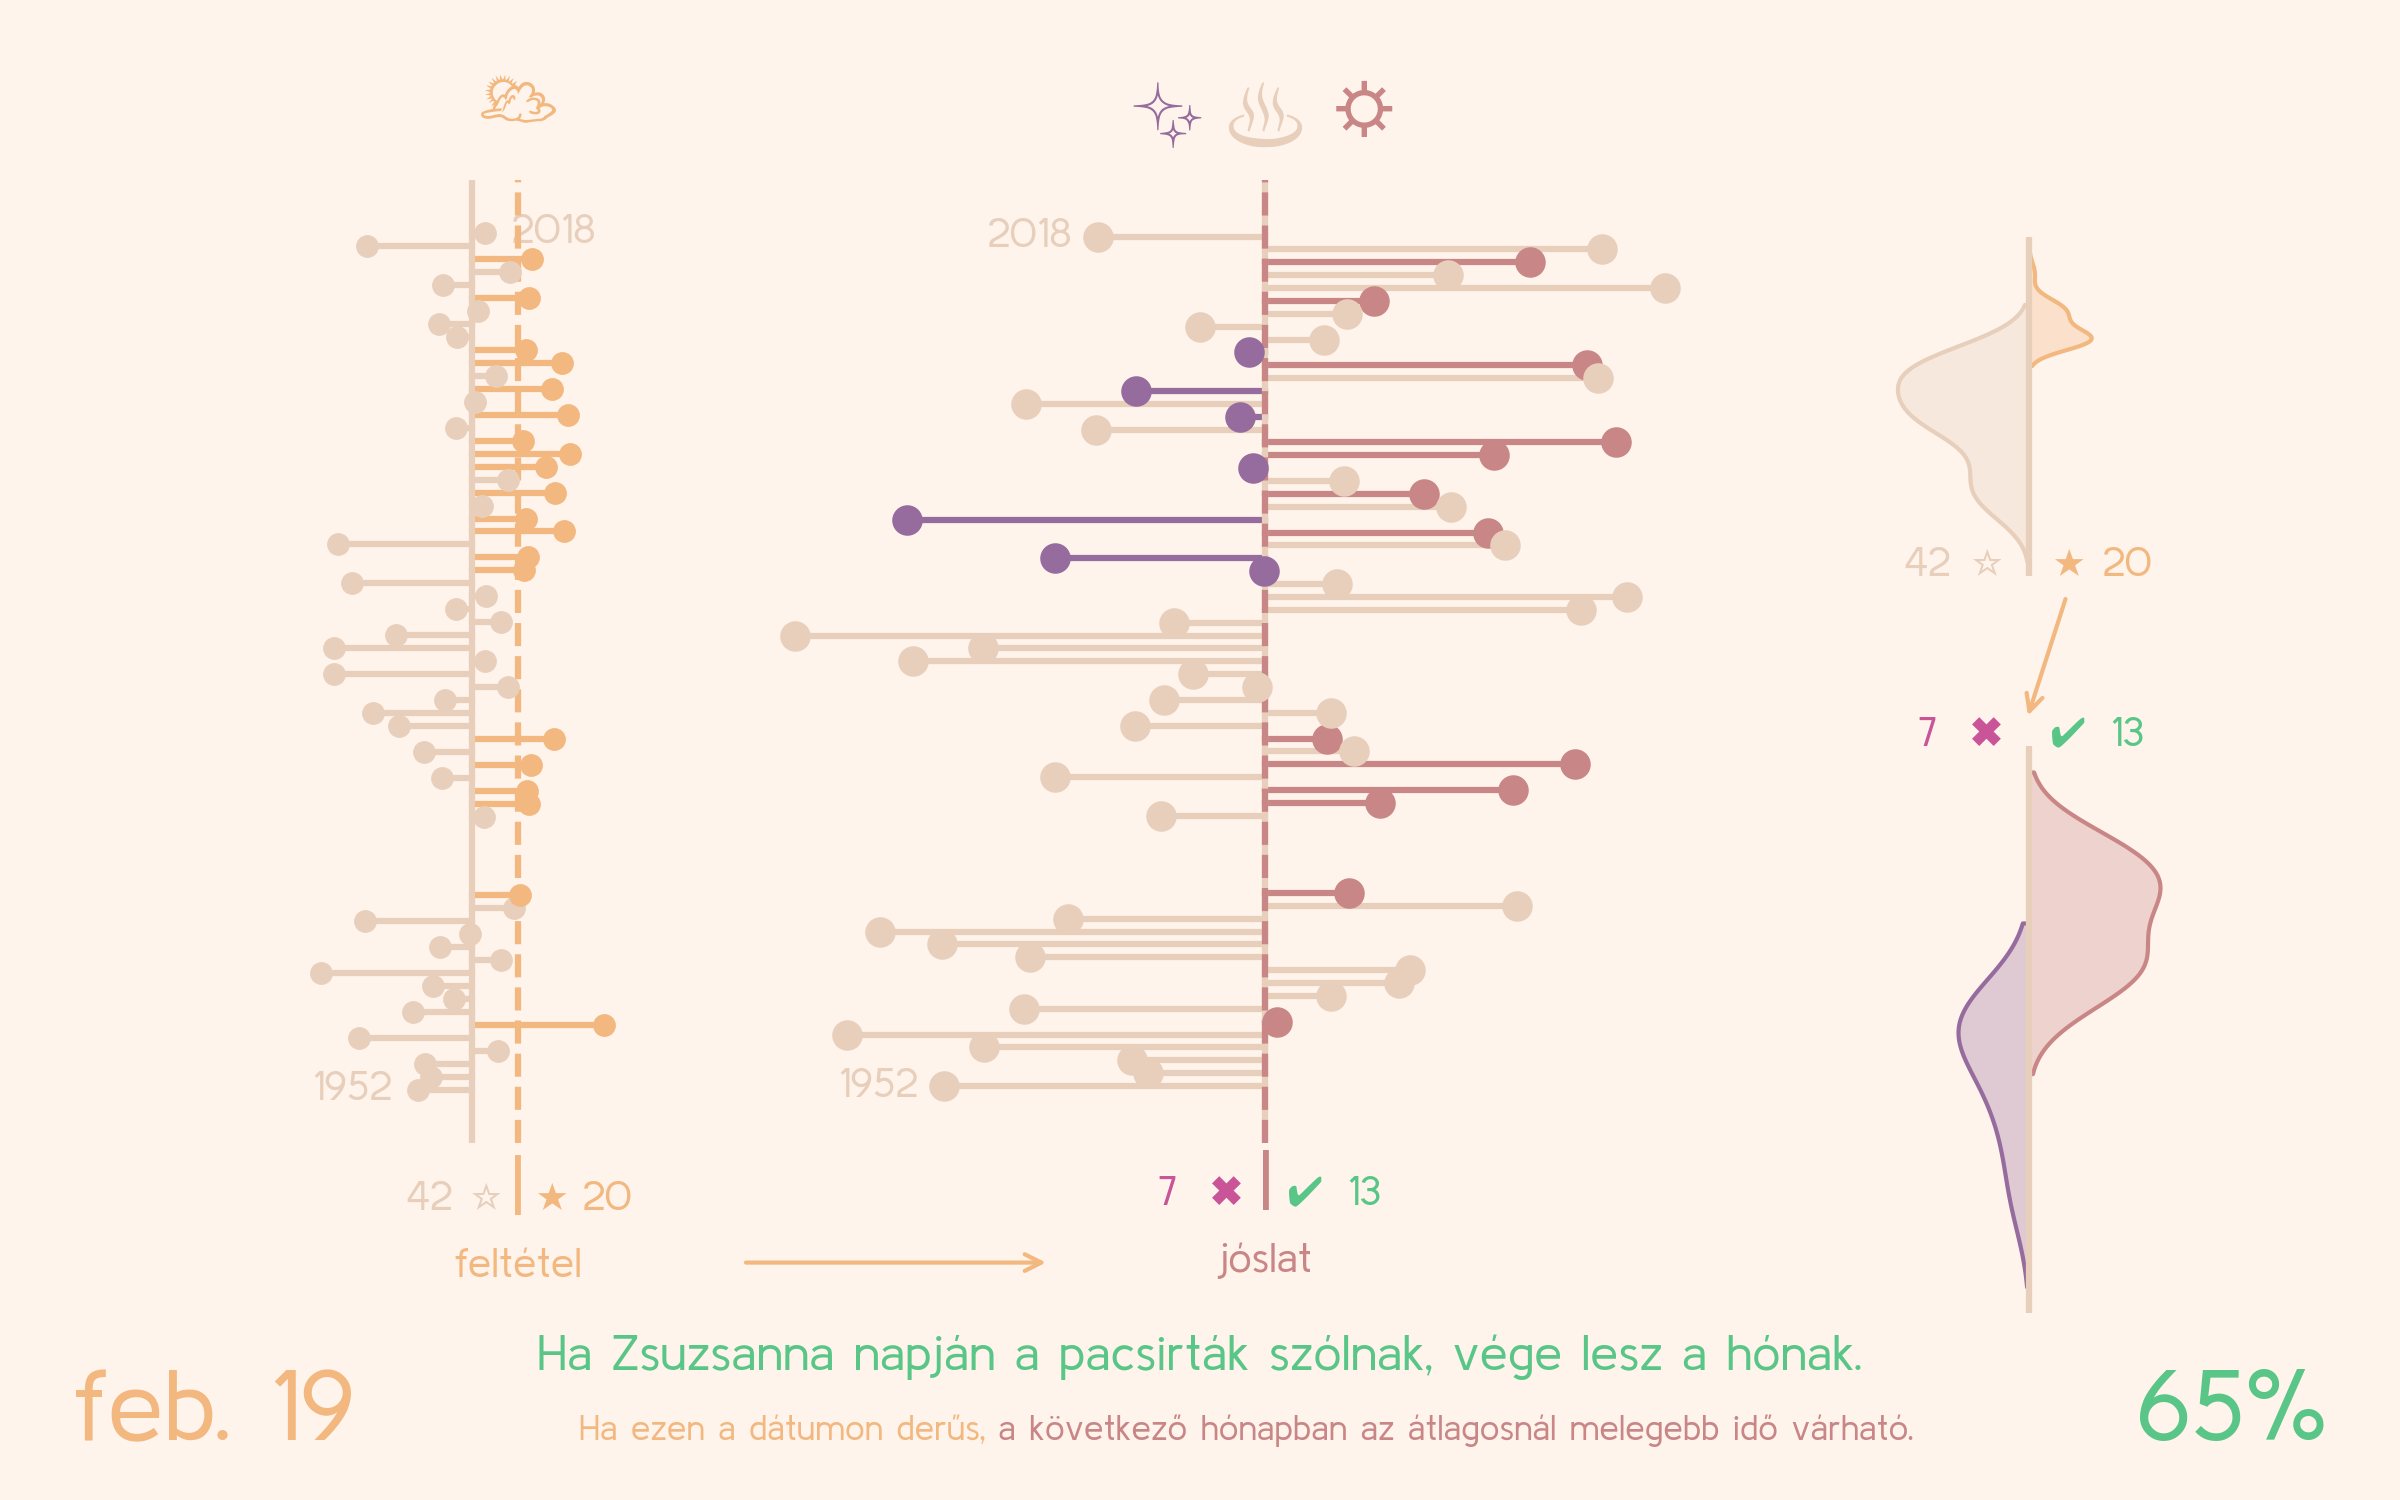 2018
2018
1952
1952
42 ☆ ★ 20
7 ✖ ✔ 13
42 ☆ ★ 20
7 ✖ ✔ 13
feltétel
jóslat
Ha Zsuzsanna napján a pacsirták szólnak, vége lesz a hónak.
feb. 19
65%
Ha ezen a dátumon derűs, a következő hónapban az átlagosnál melegebb idő várható.